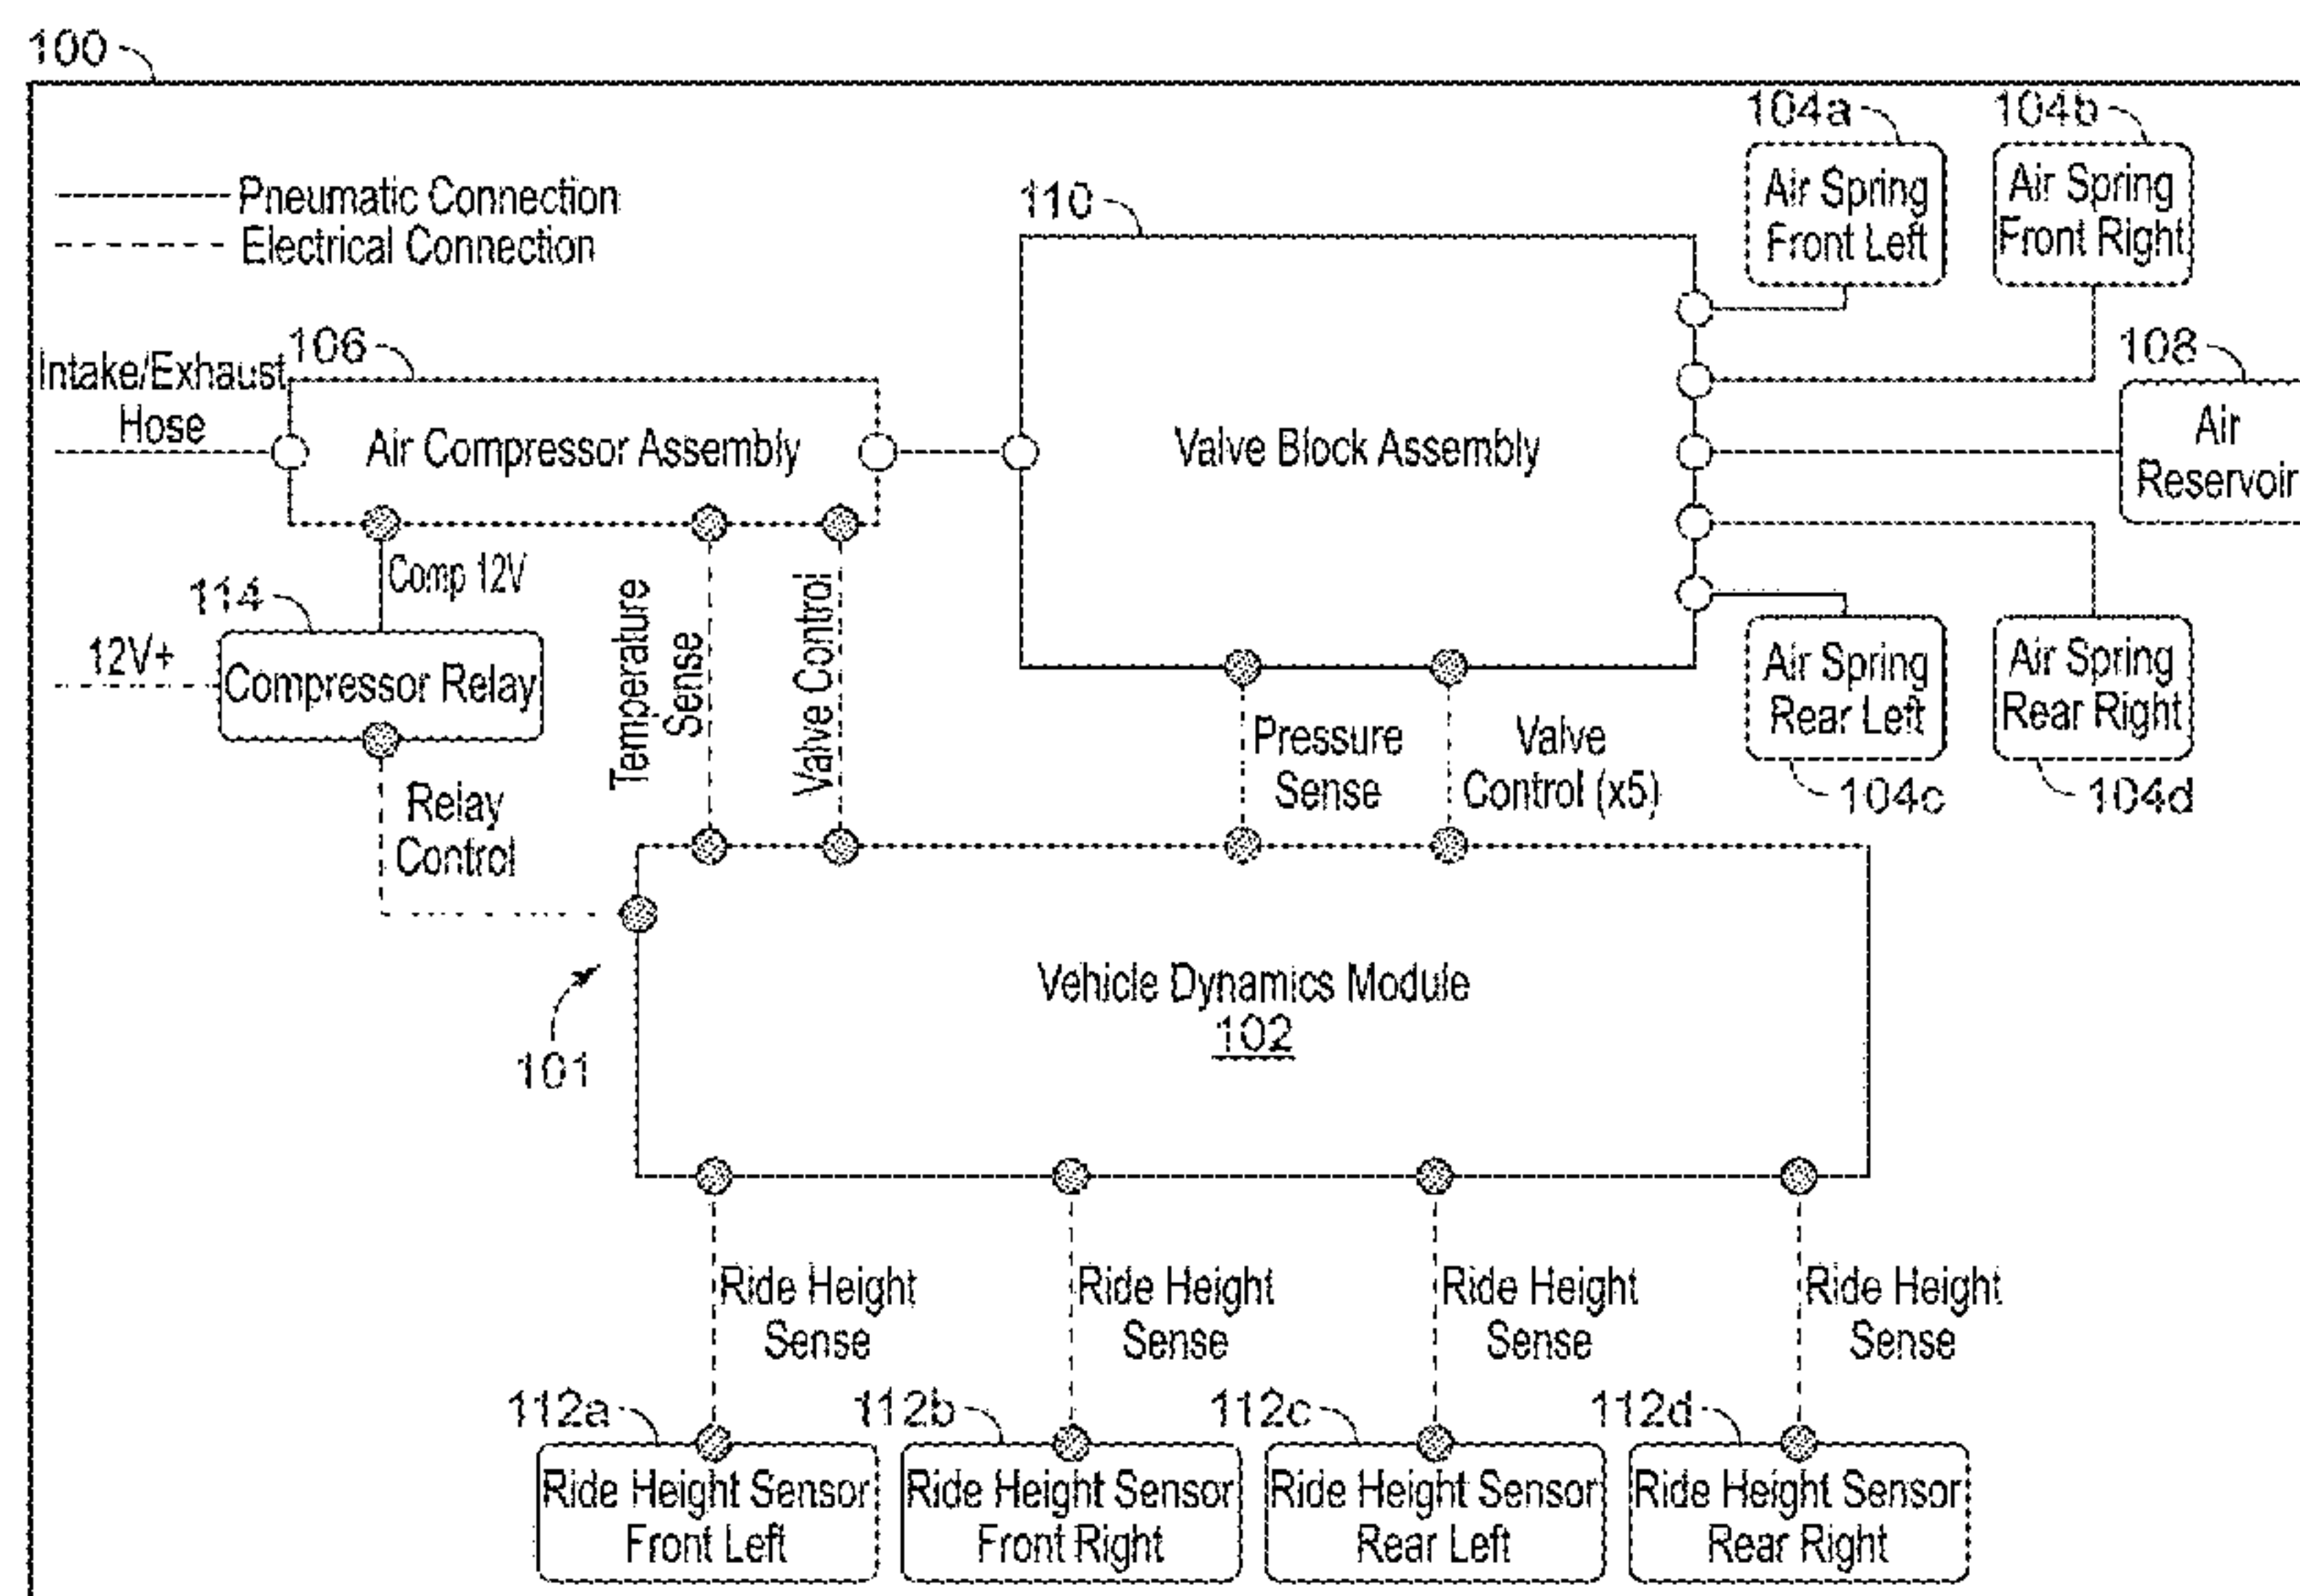 100
104a
104b
Pneumatic Connection
Electrical Connection
110
Air Spring
Front Left
Air Spring
Front Right
106
108
Intake/Exhaust
Hose
Air Compressor Assembly
Valve Block Assembly
Air
Reservoir
Comp 12V
114
12V+
Compressor Relay
Temperature
Sense
Valve Control
Air Spring
Rear Left
Air Spring
Rear Right
Pressure
Sense
Valve
Control (x5)
104c
104d
Relay
Control
Vehicle Dynamics Module
102
101
Ride Height
Sense
Ride Height
Sense
Ride Height
Sense
Ride Height
Sense
112a
112b
112c
112d
Ride Height Sensor
Front Left
Ride Height Sensor
Front Right
Ride Height Sensor
Rear Left
Ride Height Sensor
Rear Right